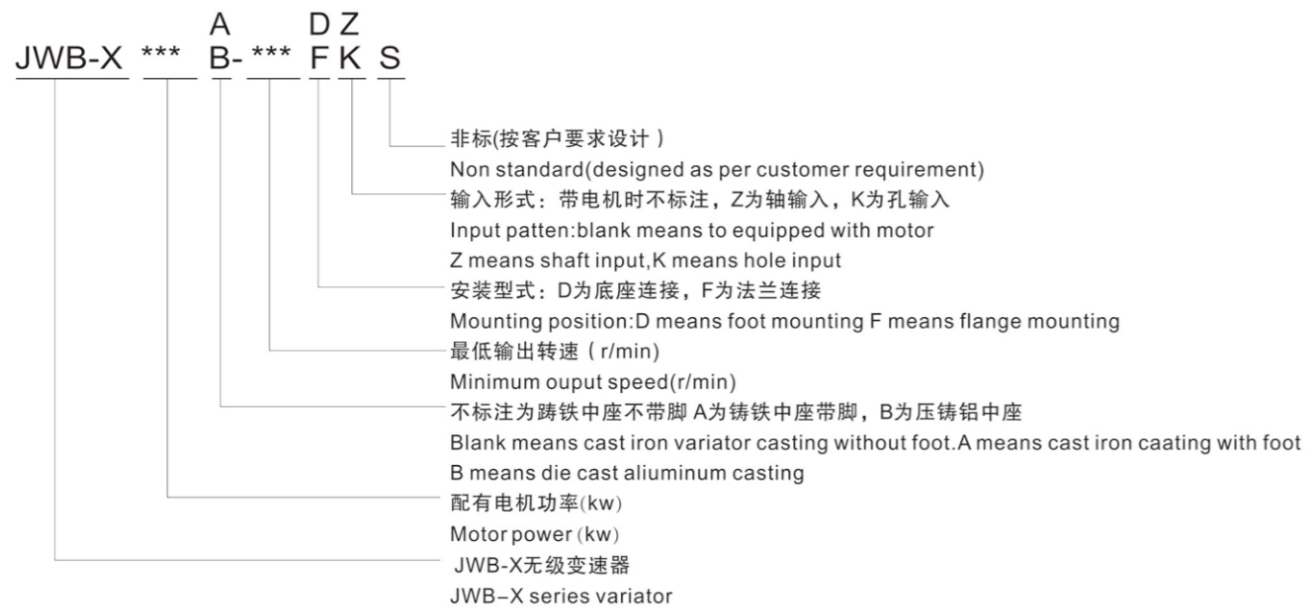 A D Z
JWB-X *** B- *** F K S
非标(按客户要求设计)
Non standard(designed as per customer requirement)
输入形式：带电机时不标注，Z为轴输入，K为孔输入
Input patten:blank means to equipped with motor
Z means shaft input,K means hole input
安装型式：D为底座连接，F为法兰连接
Mounting position:D means foot mounting F means flange mounting
最低输出转速(r/min)
Minimum ouput speed(r/min)
不标注为踌铁中座不带脚 A为铸铁中座带脚，B为压铸铝中座
Blank means cast iron variator casting without foot.A means cast iron caating with foot
B means die cast aliuminum casting
配有电机功率(kw)
Motor power (kw)
JWB-X无级变速器
JWB–X series variator